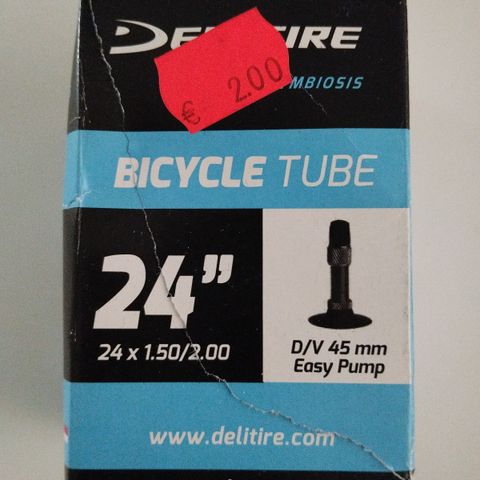 DELITIRE
€ 2.00
MBIOSIS
BICYCLE TUBE
24”
24 x 1.50/2.00
D/V 45 mm
Easy Pump
www.delitire.com